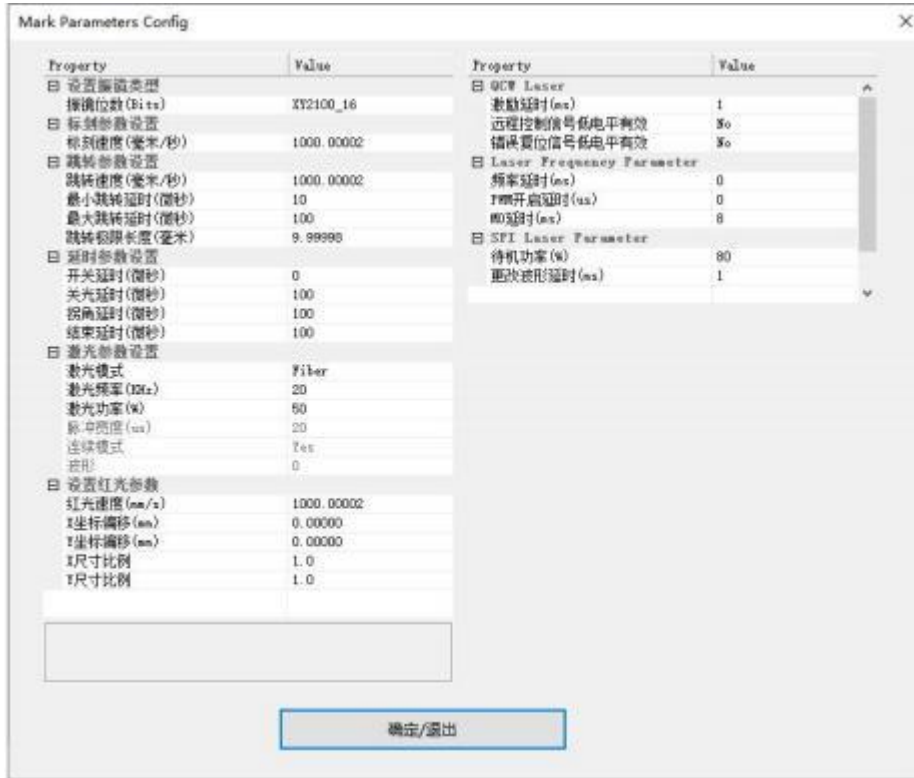 Mark Parameters Config
Property Value
设置振镜类型
振镜位数(Bits) XY2100_16
标刻参数设置
标刻速度(毫米/秒) 1000.00002
跳转参数设置
跳转速度(毫米/秒) 1000.00002
最小跳转延时(微秒) 10
最大跳转延时(微秒) 100
跳转极限长度(毫米) 9.99998
延时参数设置
开关延时(微秒) 0
关光延时(微秒) 100
拐角延时(微秒) 100
结束延时(微秒) 100
激光参数设置
激光模式 Fiber
激光频率(KHz) 20
激光功率(%) 50
脉冲宽度(us) 20
连续模式 Yes
波形 0
设置红光参数
红光速度(mm/s) 1000.00002
X坐标偏移(mm) 0.00000
Y坐标偏移(mm) 0.00000
X尺寸比例 1.0
Y尺寸比例 1.0
Property Value
QCW Laser
激励延时(ms) 1
远程控制信号低电平有效 No
错误复位信号低电平有效 No
Laser Frequency Parameter
频率延时(ms) 0
PWM开启延时(us) 0
MO延时(ms) 8
SPI Laser Parameter
待机功率(%) 80
更改波形延时(ms) 1
确定/退出